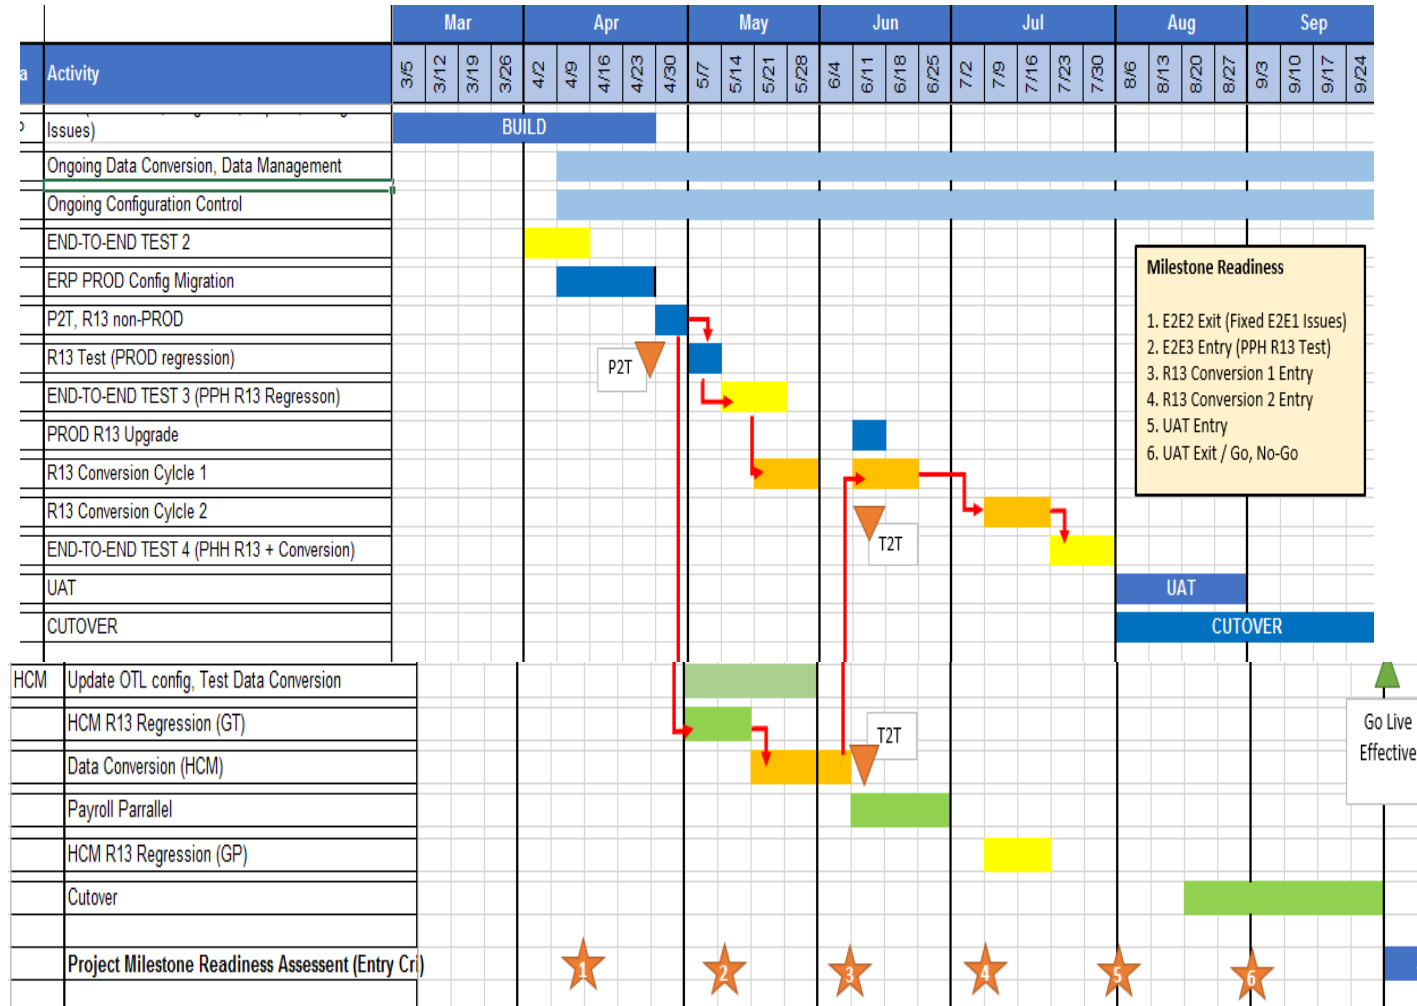 Mar Apr May Jun Jul Aug Sep
a Activity 3/5 3/12 3/19 3/26 4/2 4/9 4/16 4/23 4/30 5/7 5/14 5/21 5/28 6/4 6/11 6/18 6/25 7/2 7/9 7/16 7/23 7/30 8/6 8/13 8/20 8/27 9/3 9/10 9/17 9/24
Issues) BUILD
Ongoing Data Conversion, Data Management
Ongoing Configuration Control
END-TO-END TEST 2
ERP PROD Config Migration
P2T, R13 non-PROD
R13 Test (PROD regression)
P2T
END-TO-END TEST 3 (PPH R13 Regresson)
PROD R13 Upgrade
R13 Conversion Cylcle 1
R13 Conversion Cylcle 2
T2T
END-TO-END TEST 4 (PHH R13 + Conversion)
UAT UAT
CUTOVER CUTOVER
Milestone Readiness
1. E2E2 Exit (Fixed E2E1 Issues)
2. E2E3 Entry (PPH R13 Test)
3. R13 Conversion 1 Entry
4. R13 Conversion 2 Entry
5. UAT Entry
6. UAT Exit / Go, No-Go
HCM Update OTL config, Test Data Conversion
HCM R13 Regression (GT)
T2T
Data Conversion (HCM)
Payroll Parrallel
HCM R13 Regression (GP)
Cutover
Go Live
Effective
Project Milestone Readiness Assessent (Entry Cri) 1 2 3 4 5 6